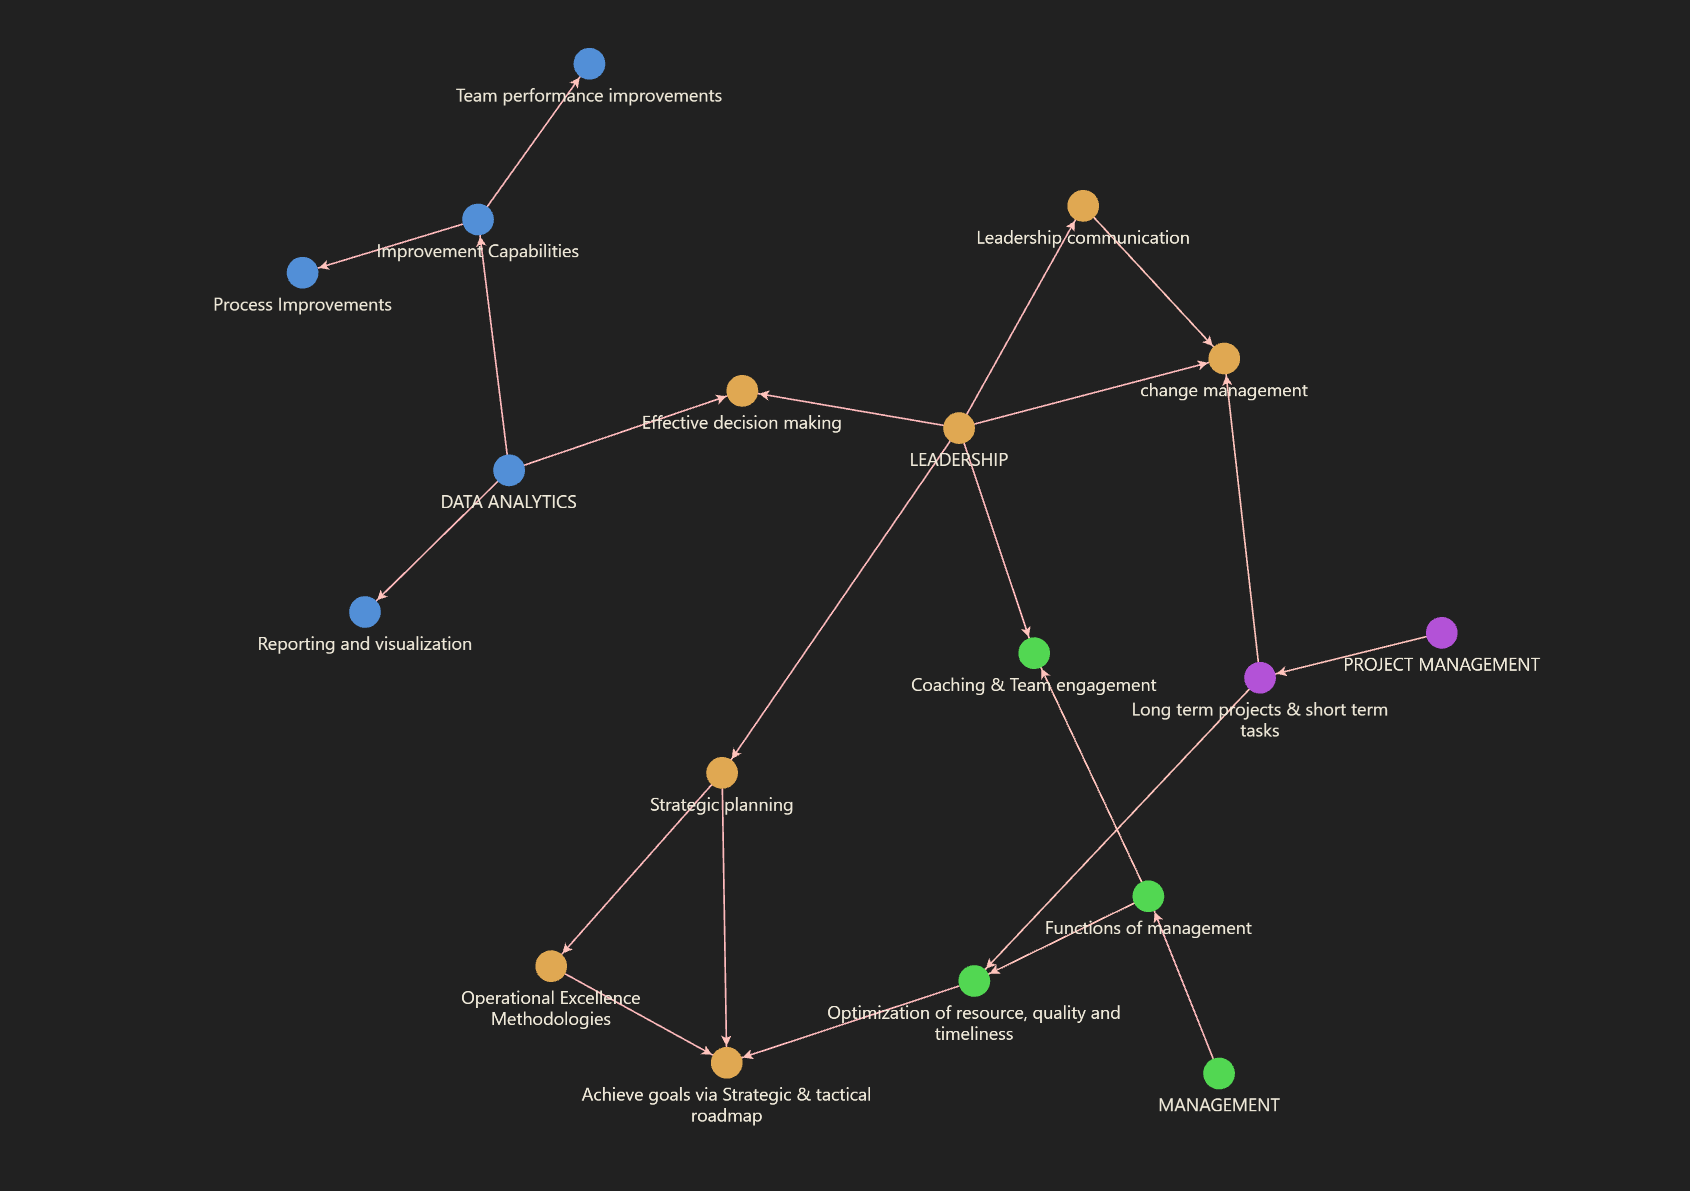 Team performance improvements
Leadership communication
Improvement Capabilities
Process Improvements
change management
Effective decision making
LEADERSHIP
DATA ANALYTICS
Reporting and visualization
PROJECT MANAGEMENT
Coaching & Team engagement
Long term projects & short term
tasks
Strategic planning
Functions of management
Operational Excellence
Methodologies
Optimization of resource, quality and
timeliness
Achieve goals via Strategic & tactical
roadmap
MANAGEMENT